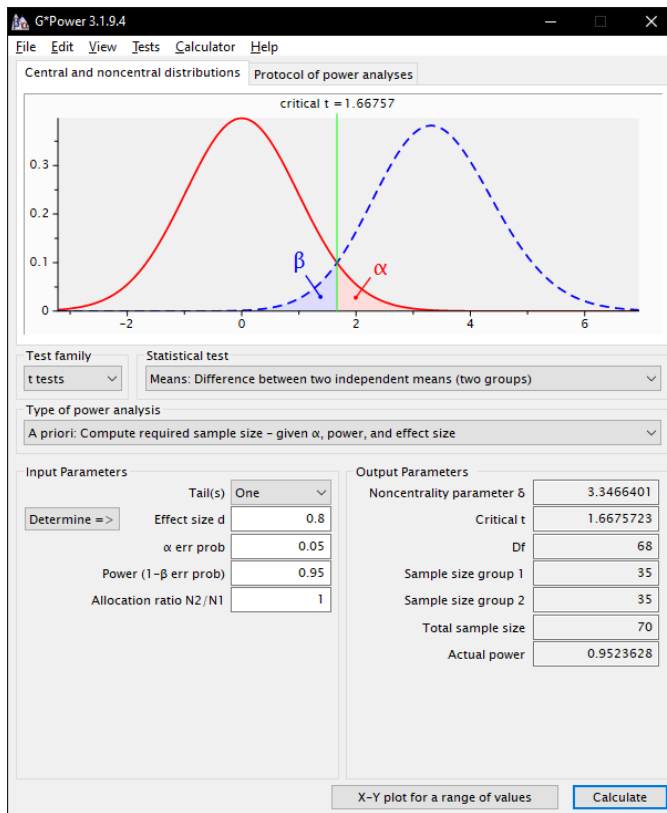 G*Power 3.1.9.4
File Edit View Tests Calculator Help
Central and noncentral distributions Protocol of power analyses
critical t = 1.66757
0.3
0.2
0.1
0
β
α
−2 0 2 4 6
Test family Statistical test
t tests Means: Difference between two independent means (two groups)
Type of power analysis
A priori: Compute required sample size – given α, power, and effect size
Input Parameters
Tail(s) One
Determine => Effect size d 0.8
α err prob 0.05
Power (1-β err prob) 0.95
Allocation ratio N2/N1 1
Output Parameters
Noncentrality parameter δ 3.3466401
Critical t 1.6675723
Df 68
Sample size group 1 35
Sample size group 2 35
Total sample size 70
Actual power 0.9523628
X-Y plot for a range of values Calculate